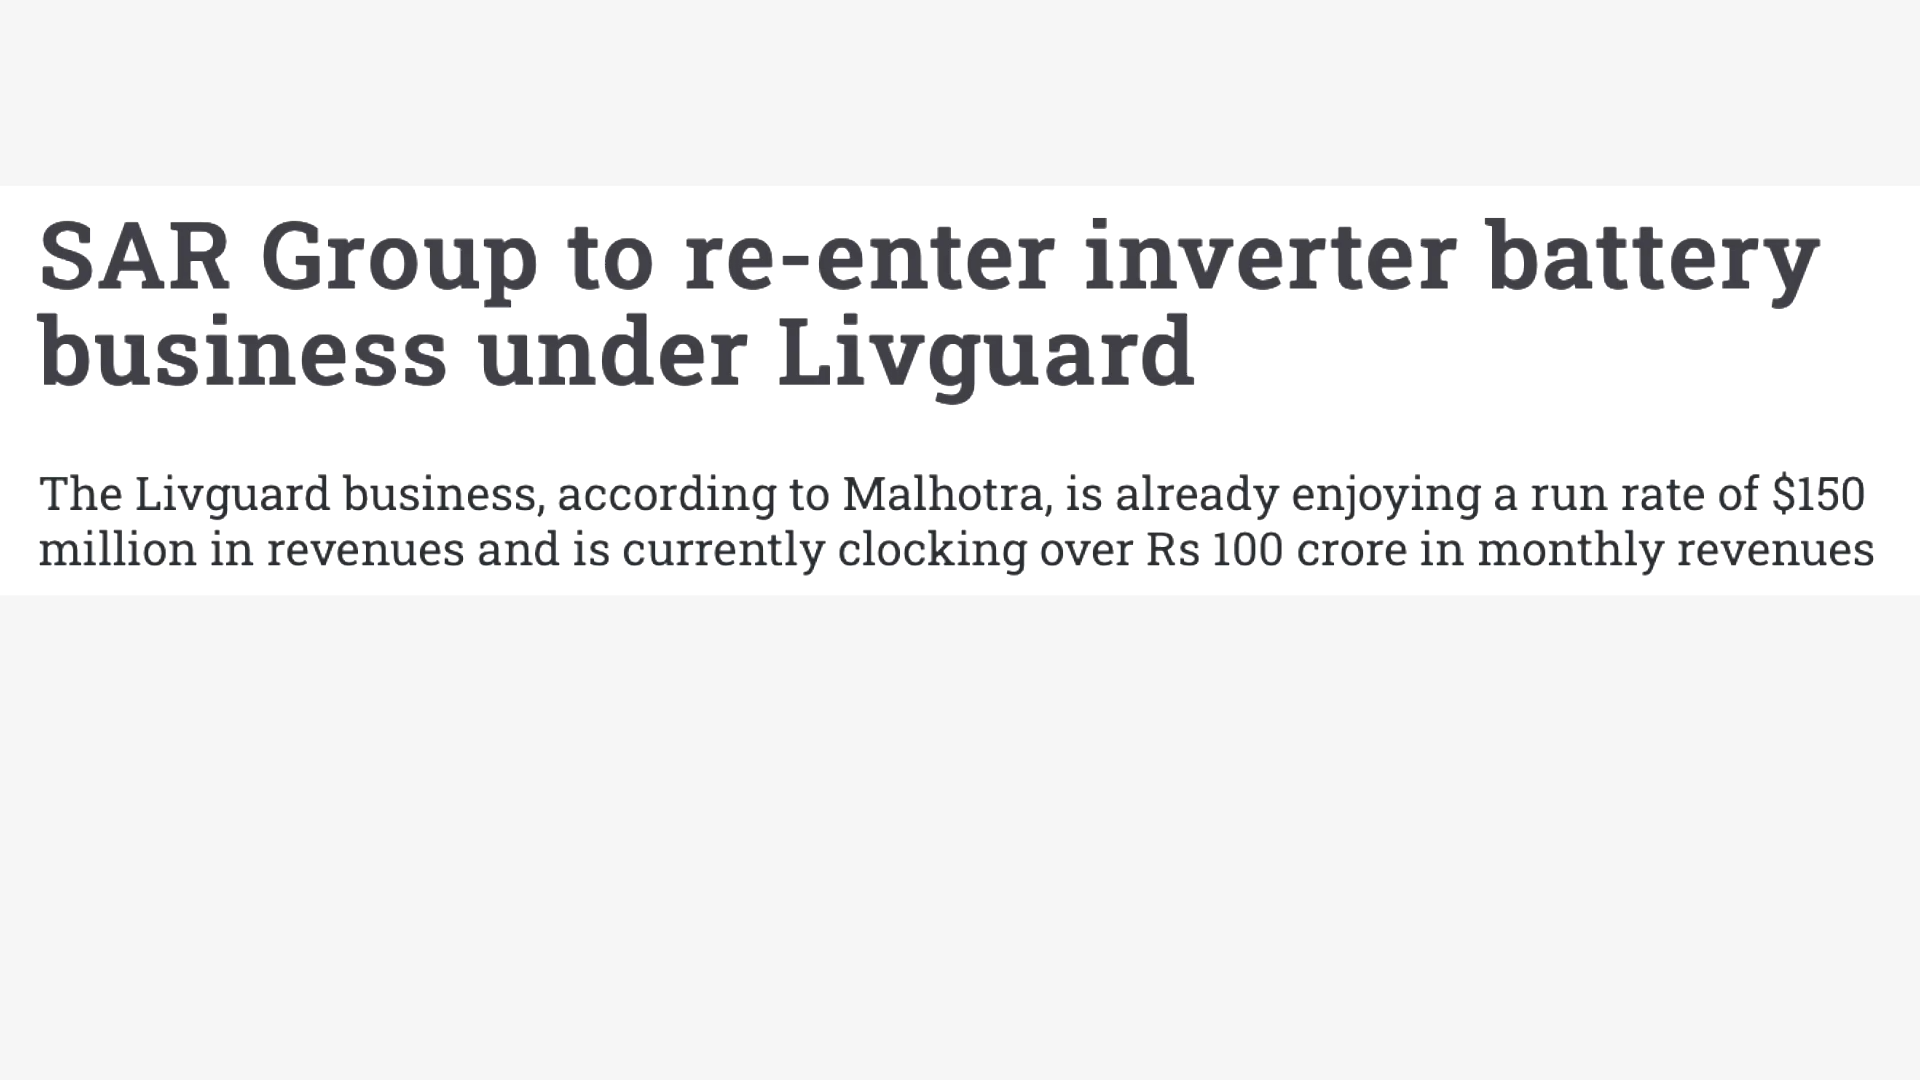 SAR Group to re-enter inverter battery
business under Livguard
The Livguard business, according to Malhotra, is already enjoying a run rate of $150
million in revenues and is currently clocking over Rs 100 crore in monthly revenues